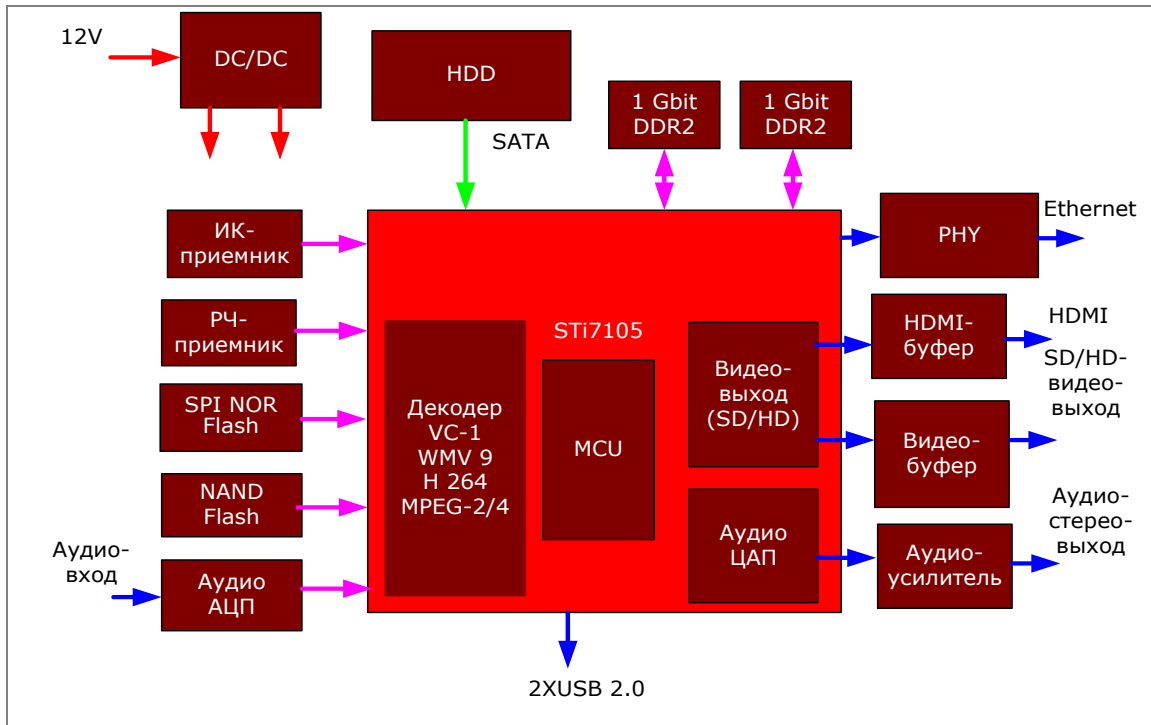 12V
DC/DC
HDD
SATA
1 Gbit
DDR2
1 Gbit
DDR2
ИК-
приемник
РЧ-
приемник
SPI NOR
Flash
NAND
Flash
Аудио-
вход
Аудио
АЦП
STi7105
Декодер
VC-1
WMV 9
H 264
MPEG-2/4
MCU
Видео-
выход
(SD/HD)
Аудио
ЦАП
PHY
Ethernet
HDMI-
буфер
HDMI
SD/HD-
видео-
выход
Видео-
буфер
Аудио-
стерео-
выход
Аудио-
усилитель
2XUSB 2.0